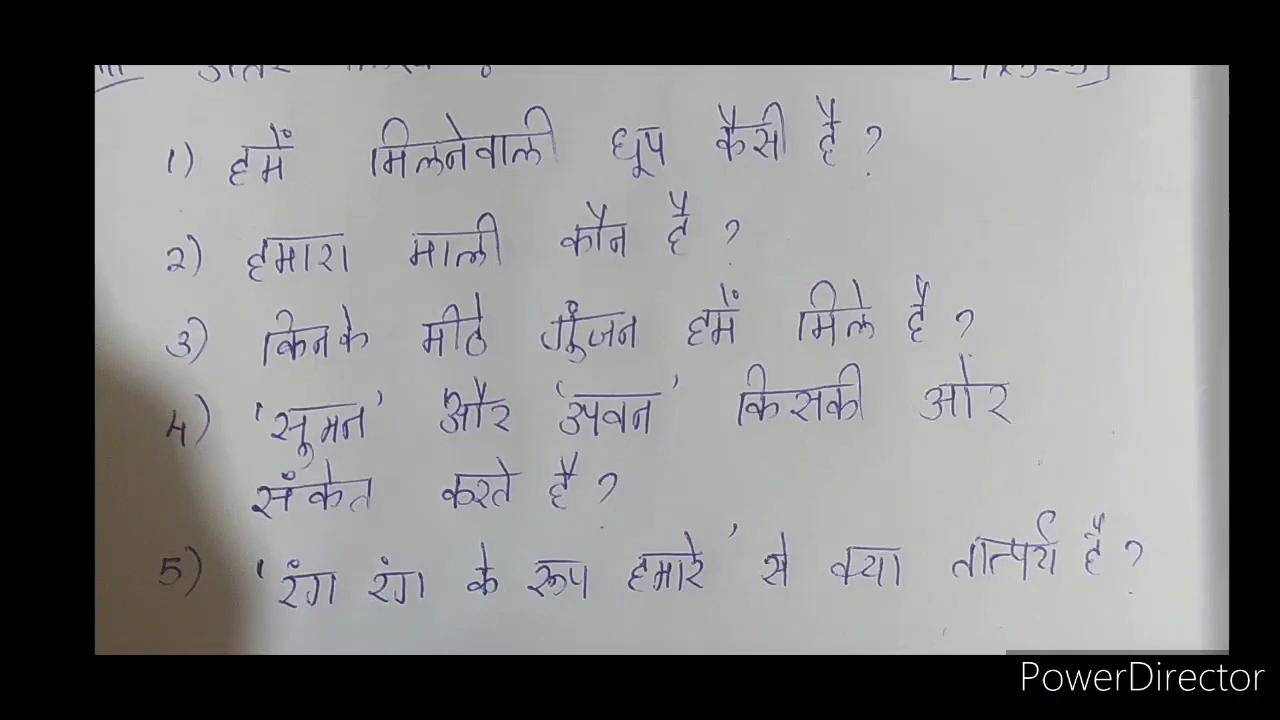 1) हमें मिलनेवाली धूप कैसी है ?
2) हमारा माली कौन है ?
3) किनके मीठे गूंजन हमें मिले है ?
4) 'सुमन' और 'उपवन' किसकी ओर
संकेत करते है ?
5) 'रंग रंग के रूप हमारे' से क्या तात्पर्य है ?
PowerDirector